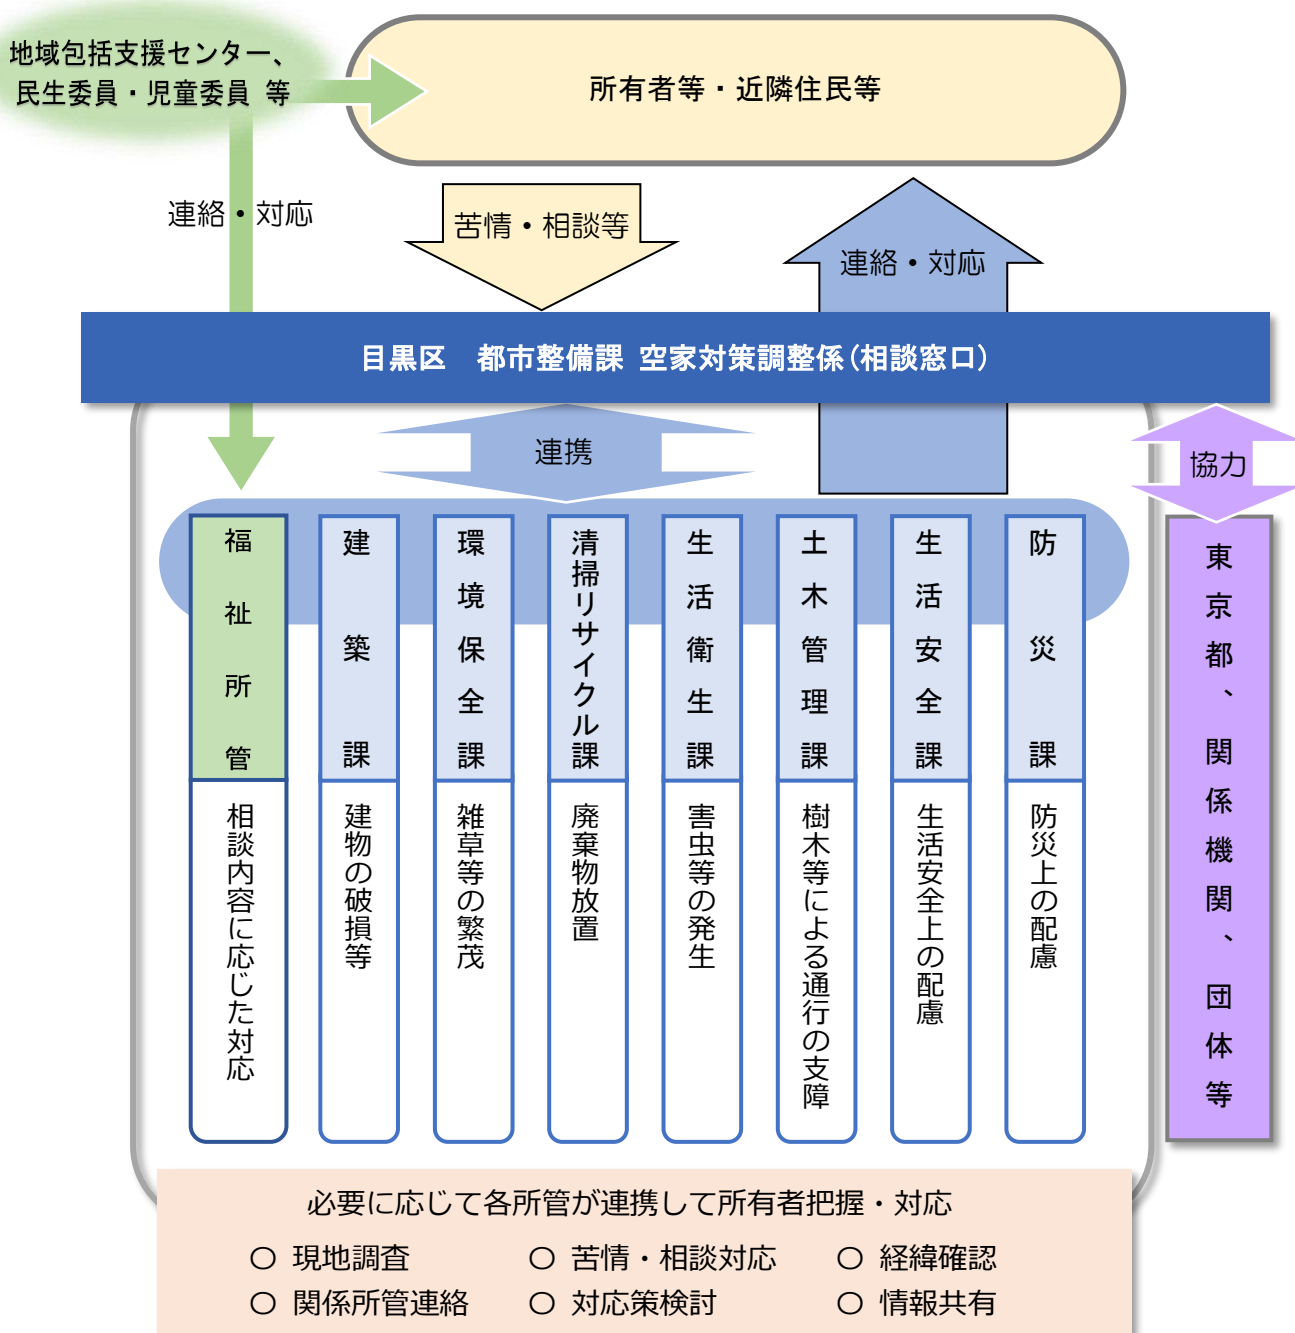 地域包括支援センター、
民生委員・児童委員 等
所有者等・近隣住民等
連絡・対応
苦情・相談等
連絡・対応
目黒区　都市整備課 空家対策調整係(相談窓口)
連携
協力
福祉所管
相談内容に応じた対応
建築課
建物の破損等
環境保全課
雑草等の繁茂
清掃リサイクル課
廃棄物放置
生活衛生課
害虫等の発生
土木管理課
樹木等による通行の支障
生活安全課
生活安全上の配慮
防災課
防災上の配慮
東京都、関係機関、団体等
必要に応じて各所管が連携して所有者把握・対応
〇 現地調査　〇 苦情・相談対応　〇 経緯確認
〇 関係所管連絡　〇 対応策検討　〇 情報共有